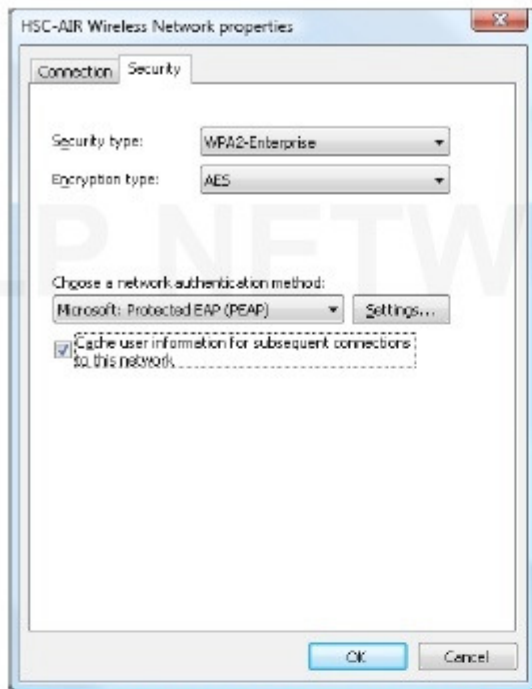 HSC-AIR Wireless Network properties
Connection
Security
Security type:
WPA2-Enterprise
Encryption type:
AES
Choose a network authentication method:
Microsoft: Protected EAP (PEAP)
Settings...
Cache user information for subsequent connections
to this network
OK
Cancel